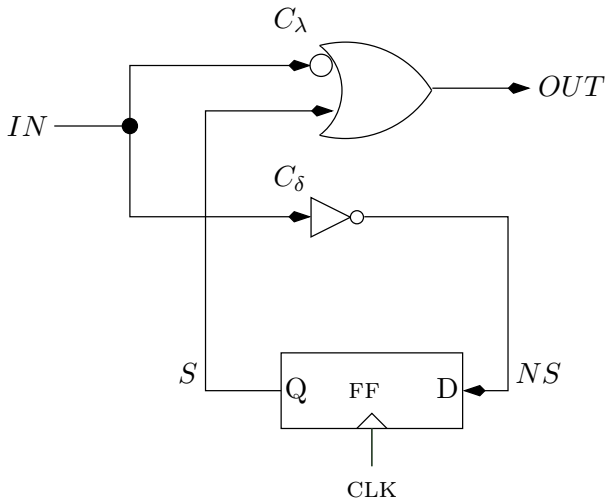 C_λ
OUT
IN
C_δ
S
NS
Q FF D
CLK